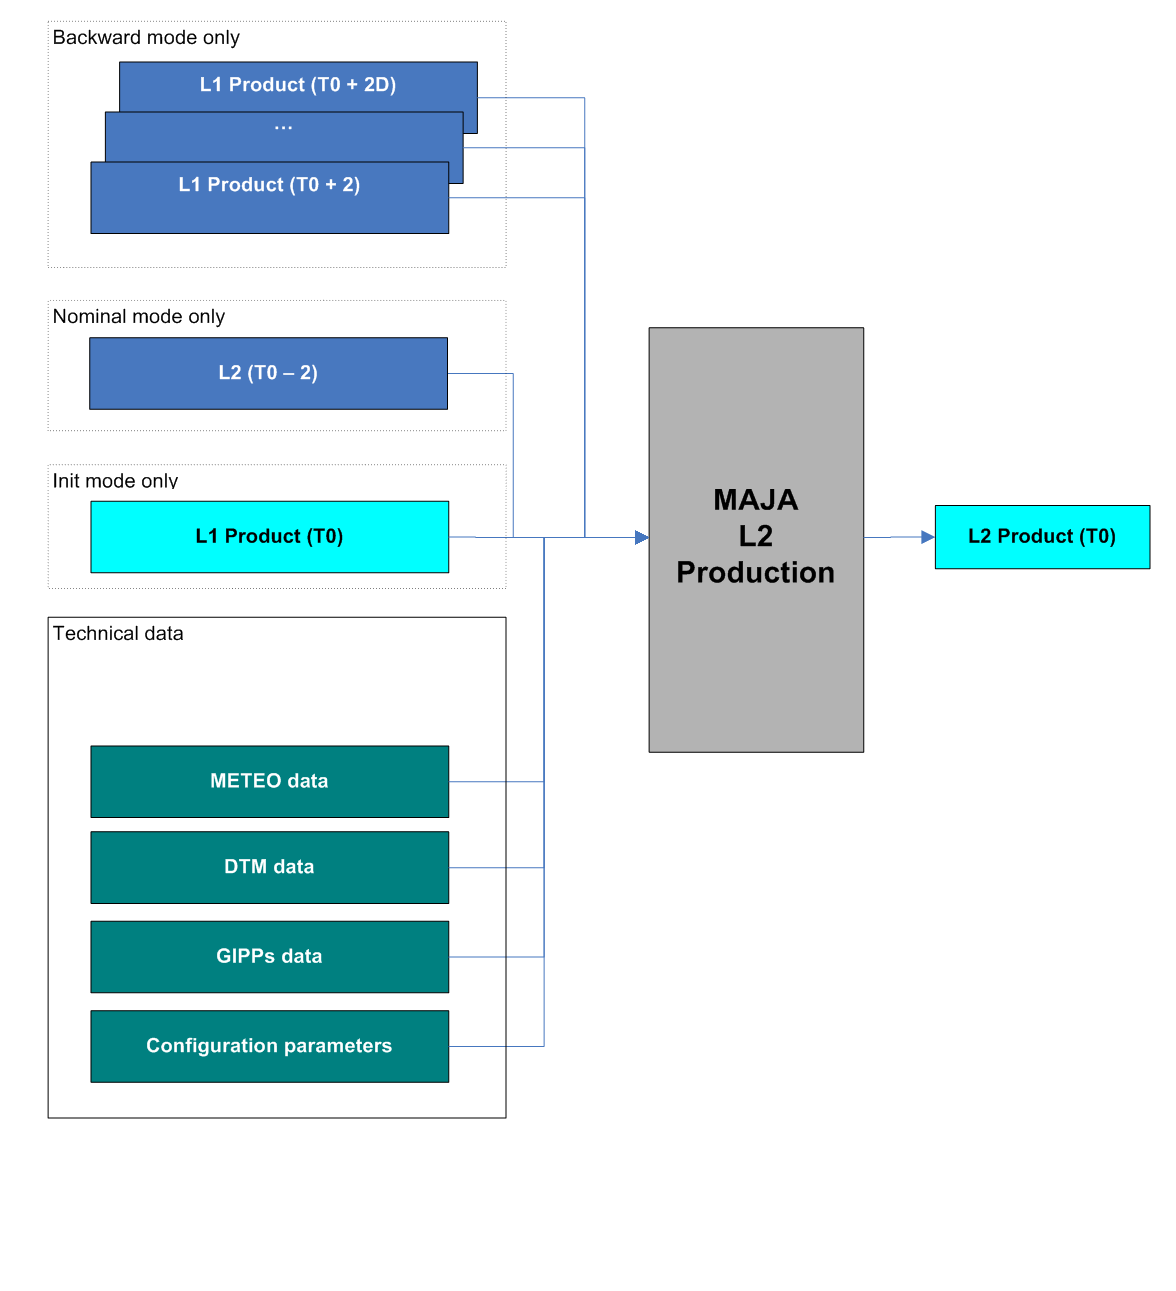 Backward mode only
L1 Product (T0 + 2D)
…
L1 Product (T0 + 2)
Nominal mode only
L2 (T0 – 2)
Init mode only
L1 Product (T0)
MAJA
L2
Production
L2 Product (T0)
Technical data
METEO data
DTM data
GIPPs data
Configuration parameters